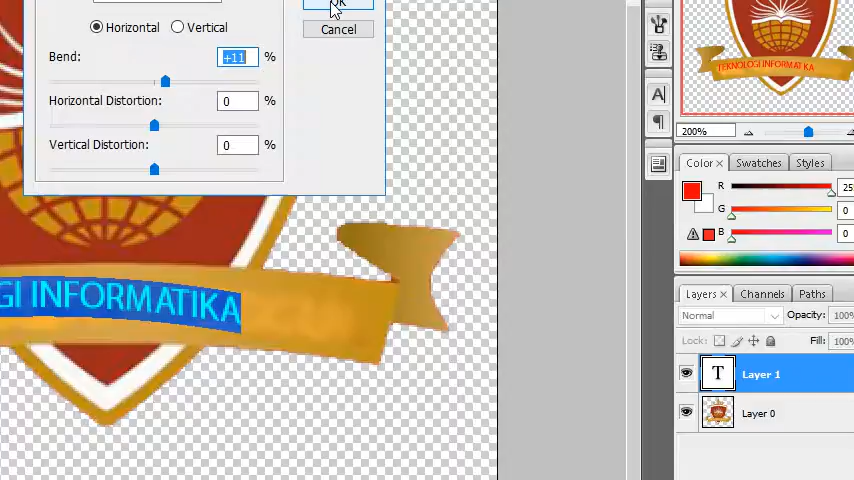 OK
Horizontal Vertical
Cancel
Bend: +11 %
Horizontal Distortion: 0 %
Vertical Distortion: 0 %
GI INFORMATIKA
TEKNOLOGI INFORMATIKA
200%
Color × Swatches Styles
R 25
G 0
B 0
Layers × Channels Paths
Normal Opacity: 100%
Lock: Fill: 100%
T Layer 1
Layer 0